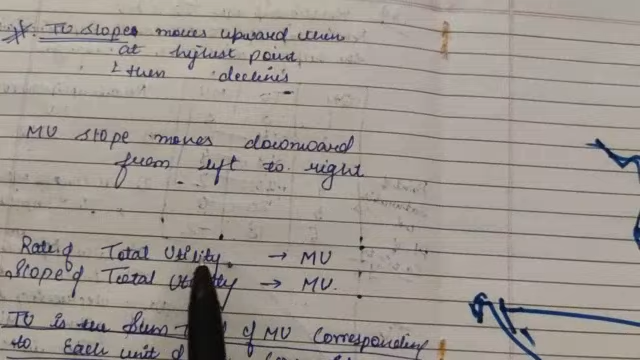 * TU slopes moves upward then
at highest point
& then declines
MU slope moves downward
from left to right
Rate of Total Utility. → MU
Slope of Total Utility → MU.
TU is the sum of MU corresponding
to Each unit